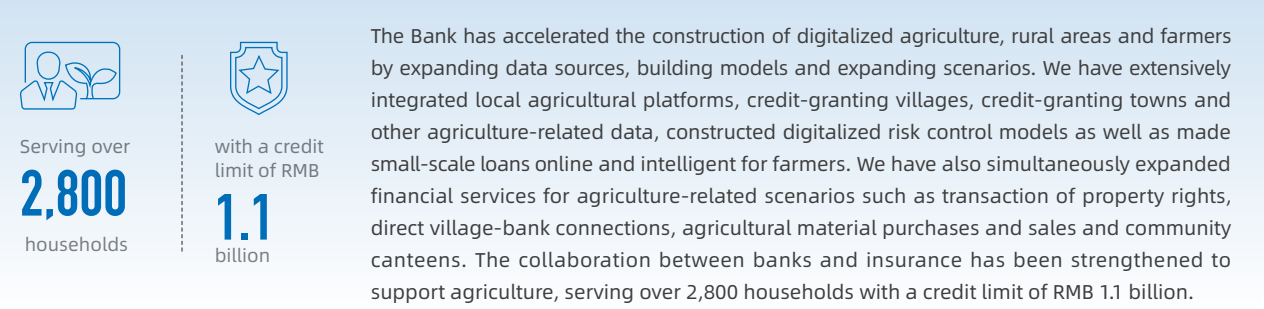 Serving over
2,800
households
with a credit
limit of RMB
1.1
billion
The Bank has accelerated the construction of digitalized agriculture, rural areas and farmers
by expanding data sources, building models and expanding scenarios. We have extensively
integrated local agricultural platforms, credit-granting villages, credit-granting towns and
other agriculture-related data, constructed digitalized risk control models as well as made
small-scale loans online and intelligent for farmers. We have also simultaneously expanded
financial services for agriculture-related scenarios such as transaction of property rights,
direct village-bank connections, agricultural material purchases and sales and community
canteens. The collaboration between banks and insurance has been strengthened to
support agriculture, serving over 2,800 households with a credit limit of RMB 1.1 billion.